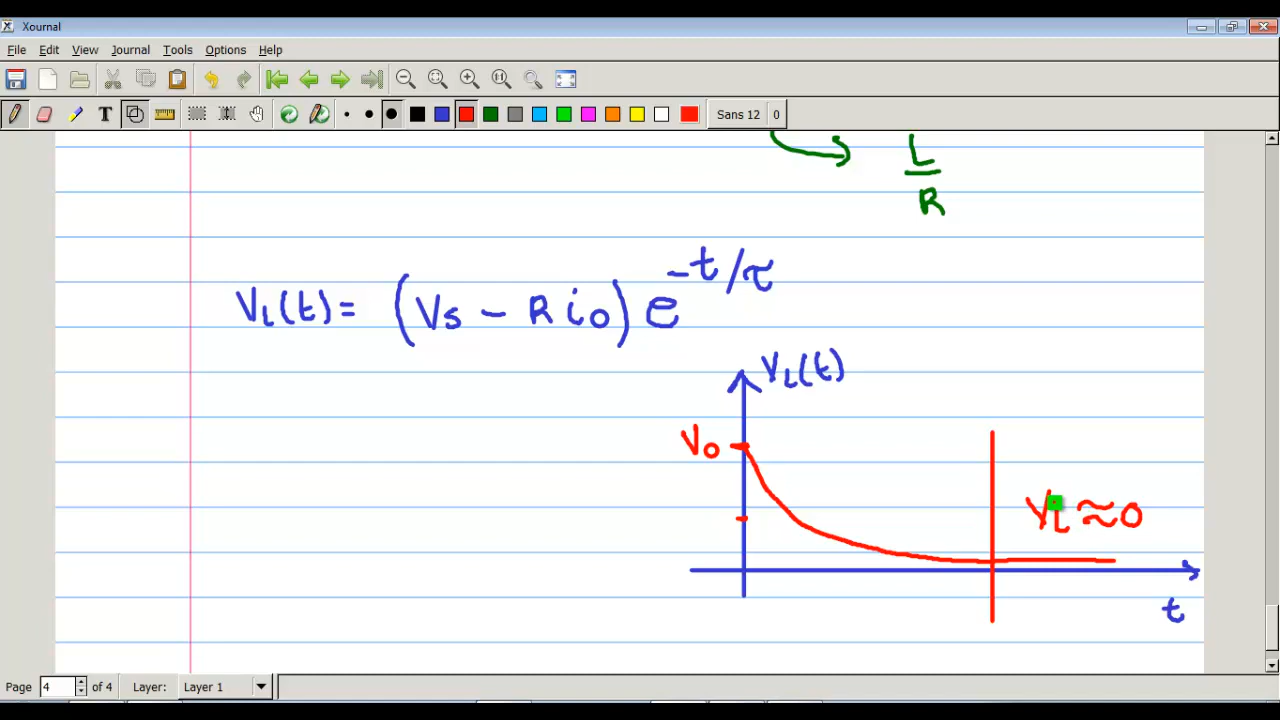 Xournal
File Edit View Journal Tools Options Help
Sans 12 0
L
R
VL(t)= (Vs − R i0) e^-t/τ
VL(t)
V0
VL≈0
t
Page 4 of 4 Layer: Layer 1